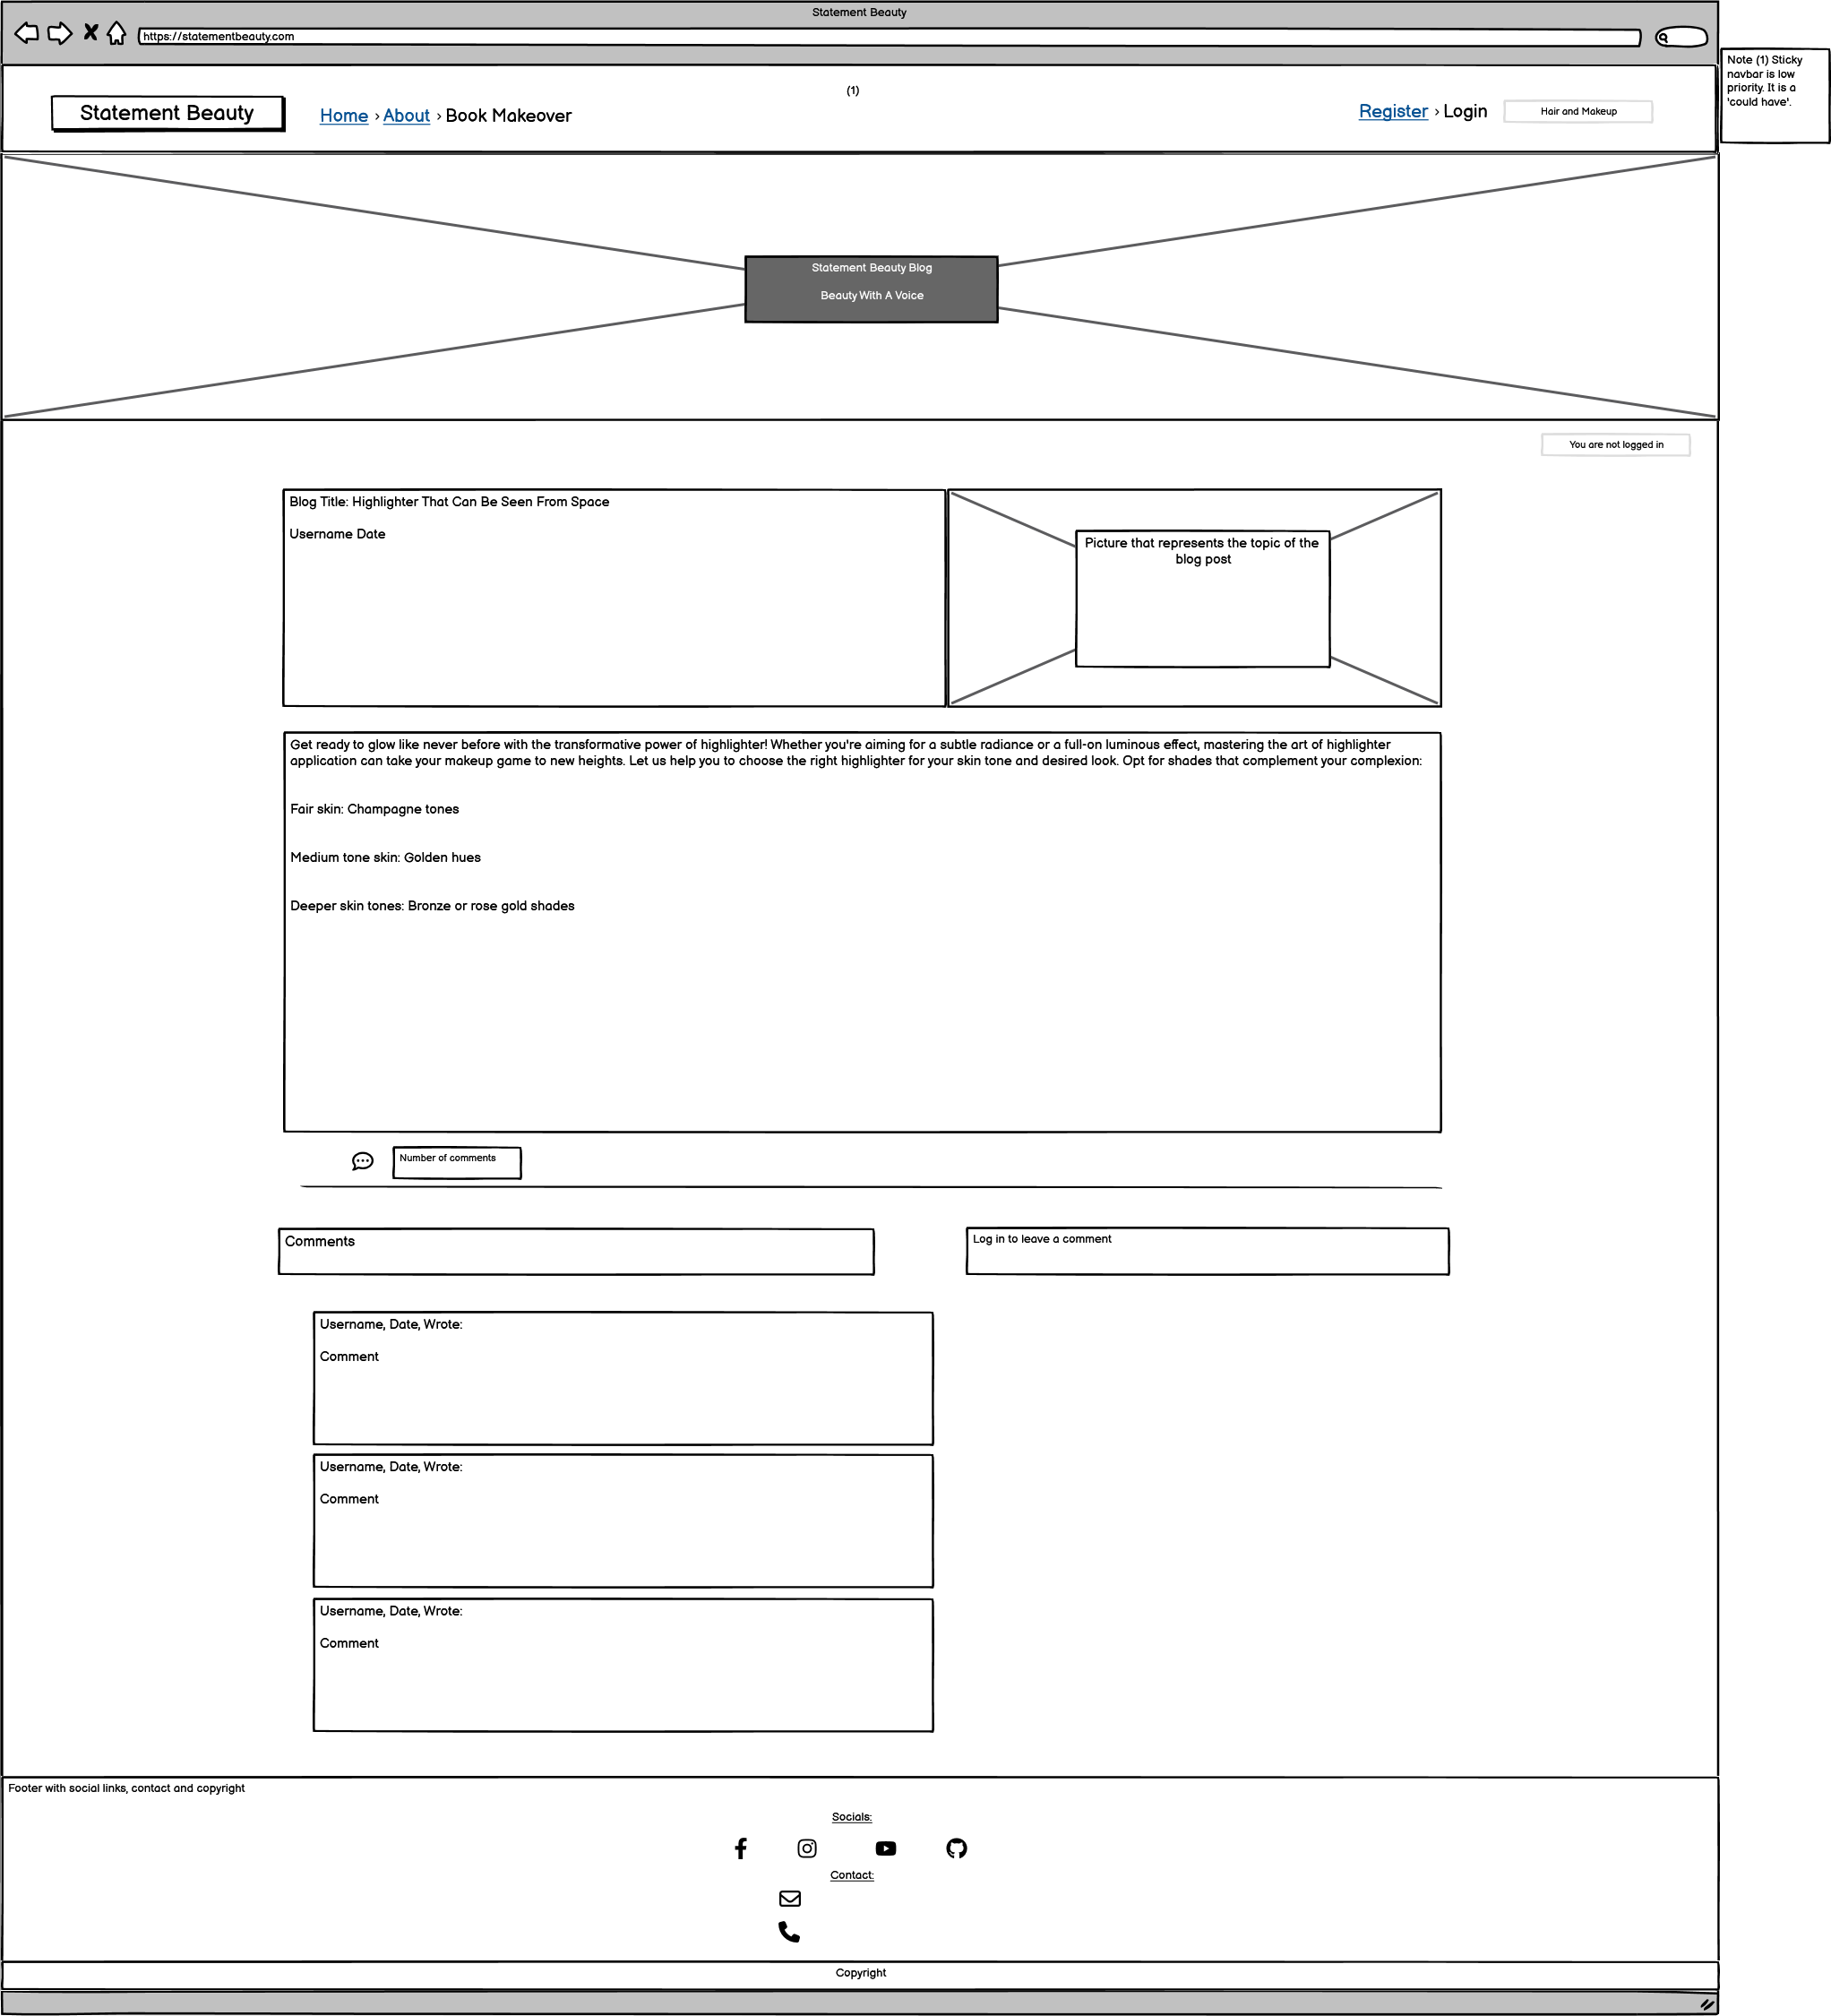 Statement Beauty
https://statementbeauty.com
Note (1) Sticky
navbar is low
priority. It is a
'could have'.
(1)
Statement Beauty
Home › About › Book Makeover
Register › Login
Hair and Makeup
Statement Beauty Blog
Beauty With A Voice
You are not logged in
Blog Title: Highlighter That Can Be Seen From Space
Username Date
Picture that represents the topic of the
blog post
Get ready to glow like never before with the transformative power of highlighter! Whether you're aiming for a subtle radiance or a full-on luminous effect, mastering the art of highlighter
application can take your makeup game to new heights. Let us help you to choose the right highlighter for your skin tone and desired look. Opt for shades that complement your complexion:
Fair skin: Champagne tones
Medium tone skin: Golden hues
Deeper skin tones: Bronze or rose gold shades
Number of comments
Comments
Log in to leave a comment
Username, Date, Wrote:
Comment
Username, Date, Wrote:
Comment
Username, Date, Wrote:
Comment
Footer with social links, contact and copyright
Socials:
Contact:
Copyright